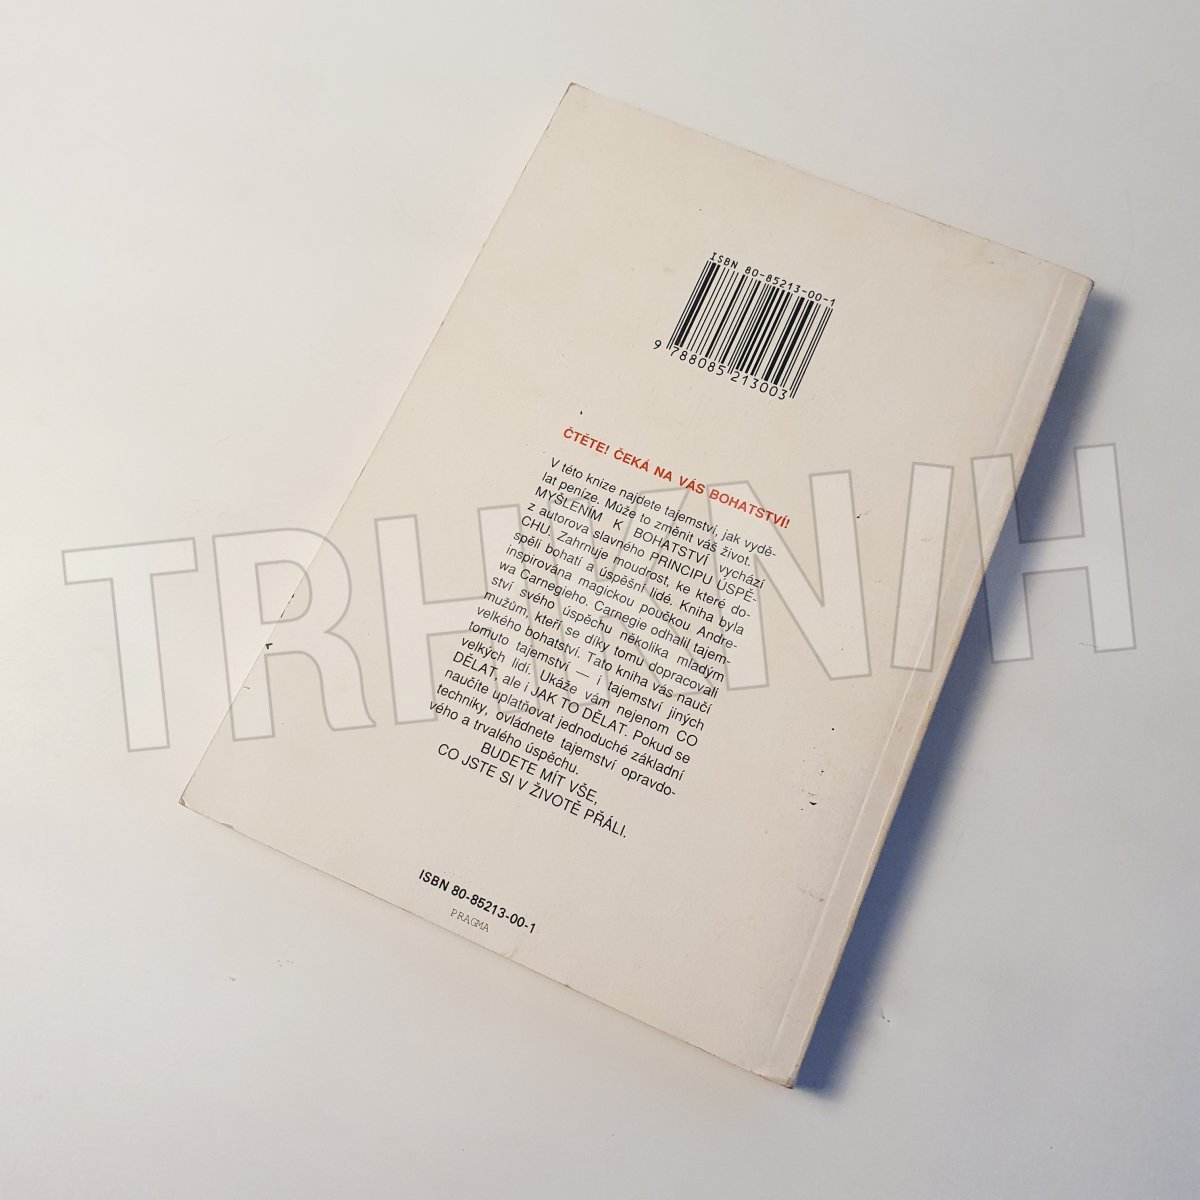 ISBN 80-85213-00-1
9 788085 213003
ČTĚTE! ČEKÁ NA VÁS BOHATSTVÍ!
V této knize najdete tajemství, jak vydě-
lat peníze. Může to změnit váš život.
MYŠLENÍM K BOHATSTVÍ vychází
z autorova slavného PRINCIPU ÚSPĚ-
CHU. Zahrnuje moudrost, ke které do-
spěli bohatí a úspěšní lidé. Kniha byla
inspirována magickou poučkou Andre-
wa Carnegieho. Carnegie odhalil tajem-
ství svého úspěchu několika mladým
mužům, kteří se díky tomu dopracovali
velkého bohatství. Tato kniha vás naučí
tomuto tajemství — i tajemství jiných
velkých lidí. Ukáže vám nejenom CO
DĚLAT, ale i JAK TO DĚLAT. Pokud se
naučíte uplatňovat jednoduché základní
techniky, ovládnete tajemství opravdo-
vého a trvalého úspěchu.
BUDETE MÍT VŠE,
CO JSTE SI V ŽIVOTĚ PŘÁLI.
ISBN 80-85213-00-1
PRAGMA
TRHKNIH